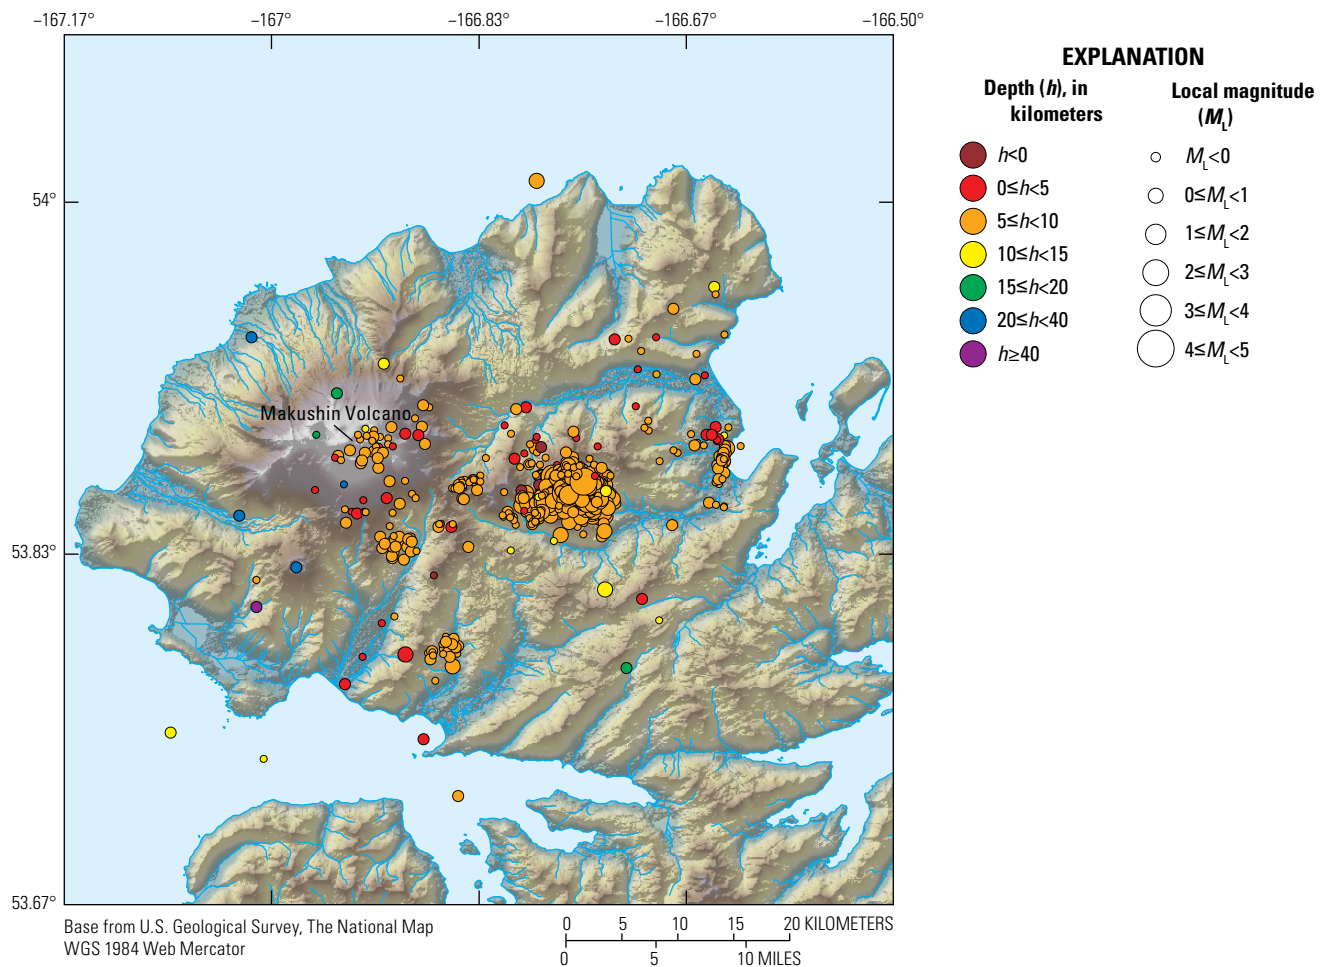 −167.17°
−167°
−166.83°
−166.67°
−166.50°
54°
53.83°
53.67°
Makushin Volcano
EXPLANATION
Depth (h), in
kilometers
h<0
0≤h<5
5≤h<10
10≤h<15
15≤h<20
20≤h<40
h≥40
Local magnitude
(ML)
ML<0
0≤ML<1
1≤ML<2
2≤ML<3
3≤ML<4
4≤ML<5
Base from U.S. Geological Survey, The National Map
WGS 1984 Web Mercator
0 5 10 15 20 KILOMETERS
0 5 10 MILES